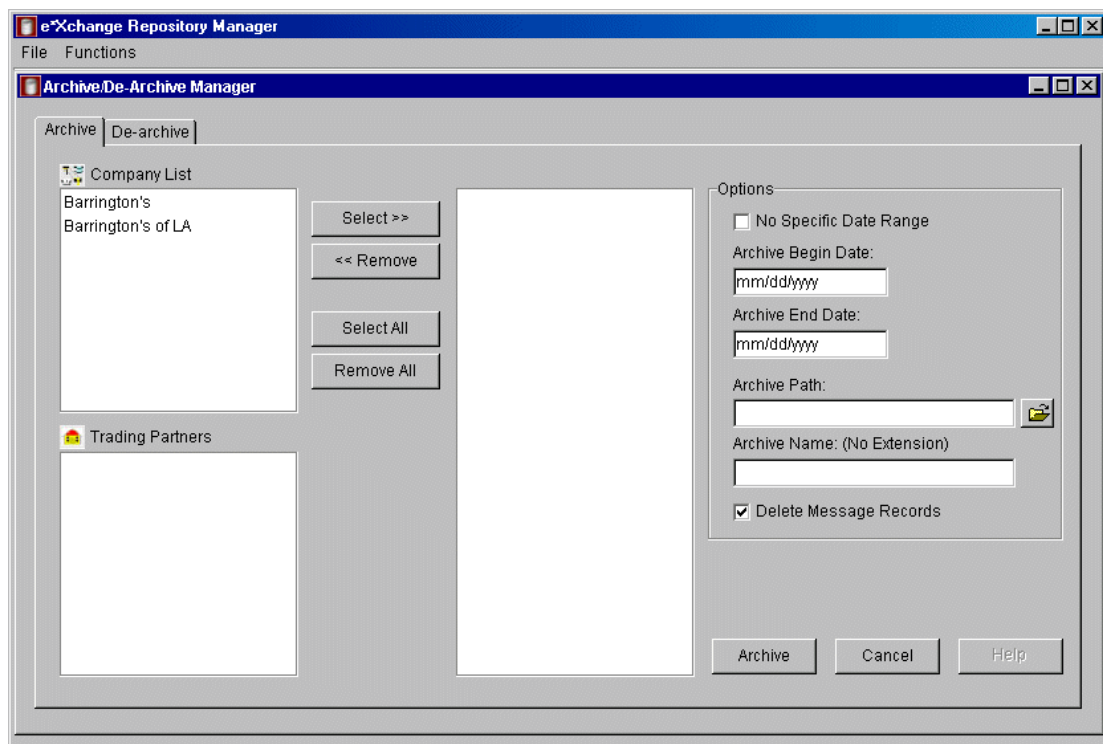 e*Xchange Repository Manager
File Functions
Archive/De-Archive Manager
Archive De-archive
Company List
Barrington's
Barrington's of LA
Select >>
<< Remove
Select All
Remove All
Trading Partners
Options
No Specific Date Range
Archive Begin Date:
mm/dd/yyyy
Archive End Date:
mm/dd/yyyy
Archive Path:
Archive Name: (No Extension)
Delete Message Records
Archive Cancel Help